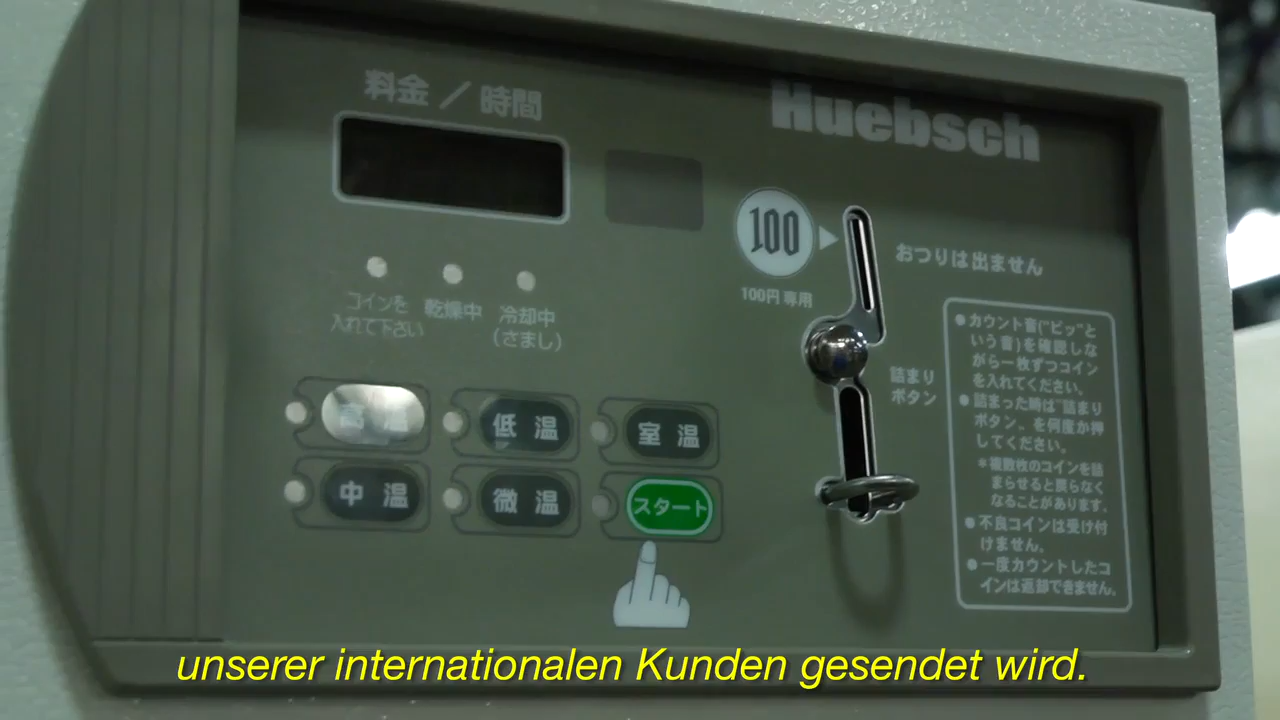 料金／時間
Huebsch
100
100円専用
おつりは出ません
コインを
入れて下さい
乾燥中
冷却中
(さまし)
詰まり
ボタン
低温
室温
中温
微温
スタート
●カウント音("ピッ"と
いう音)を確認しな
がら一枚ずつコイン
を入れてください。
●詰まった時は"詰まり
ボタン、を何度か押
してください。
＊複数枚のコインを詰
まらせると戻らなく
なることがあります。
●不良コインは受け付
けません。
●一度カウントしたコ
インは返却できません。
unserer internationalen Kunden gesendet wird.